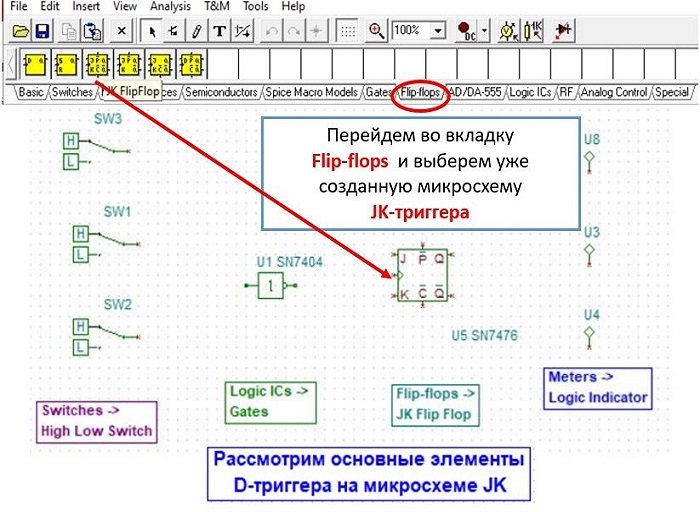 File Edit Insert View Analysis T&M Tools Help
100%
DC
1K
JK FlipFlop
Basic Switches Semiconductors Spice Macro Models Gates Flip-flops AD/DA-555 Logic ICs RF Analog Control Special
SW3
H
L
Перейдем во вкладку
Flip-flops и выберем уже
созданную микросхему
JK-триггера
U8
SW1
H
L
U1 SN7404
1
J P Q
K C Q
U3
SW2
H
L
U5 SN7476
U4
Switches ->
High Low Switch
Logic ICs ->
Gates
Flip-flops ->
JK Flip Flop
Meters ->
Logic Indicator
Рассмотрим основные элементы
D-триггера на микросхеме JK